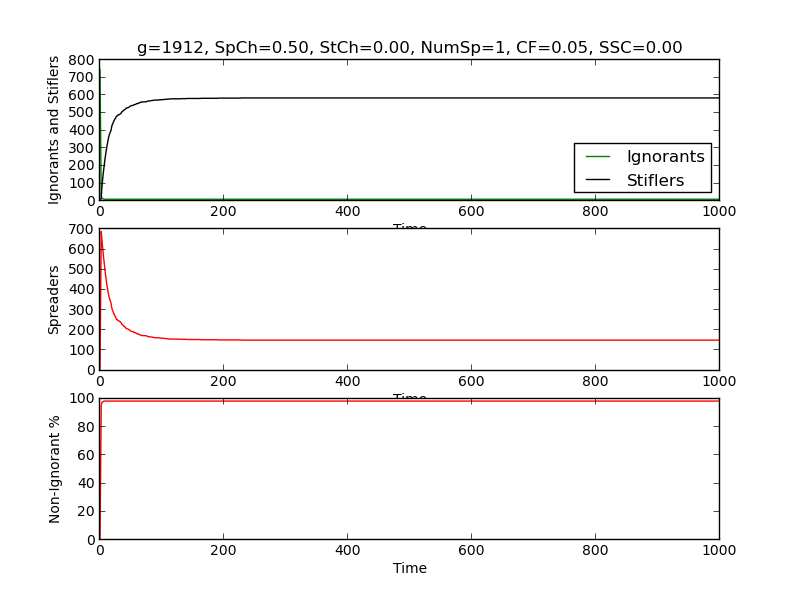 g=1912, SpCh=0.50, StCh=0.00, NumSp=1, CF=0.05, SSC=0.00
Ignorants and Stiflers
800
700
600
500
400
300
200
100
0
Ignorants
Stiflers
0 200 400 600 800 1000
Time
Spreaders
700
600
500
400
300
200
100
0
0 200 400 600 800 1000
Time
Non-Ignorant %
100
80
60
40
20
0
0 200 400 600 800 1000
Time